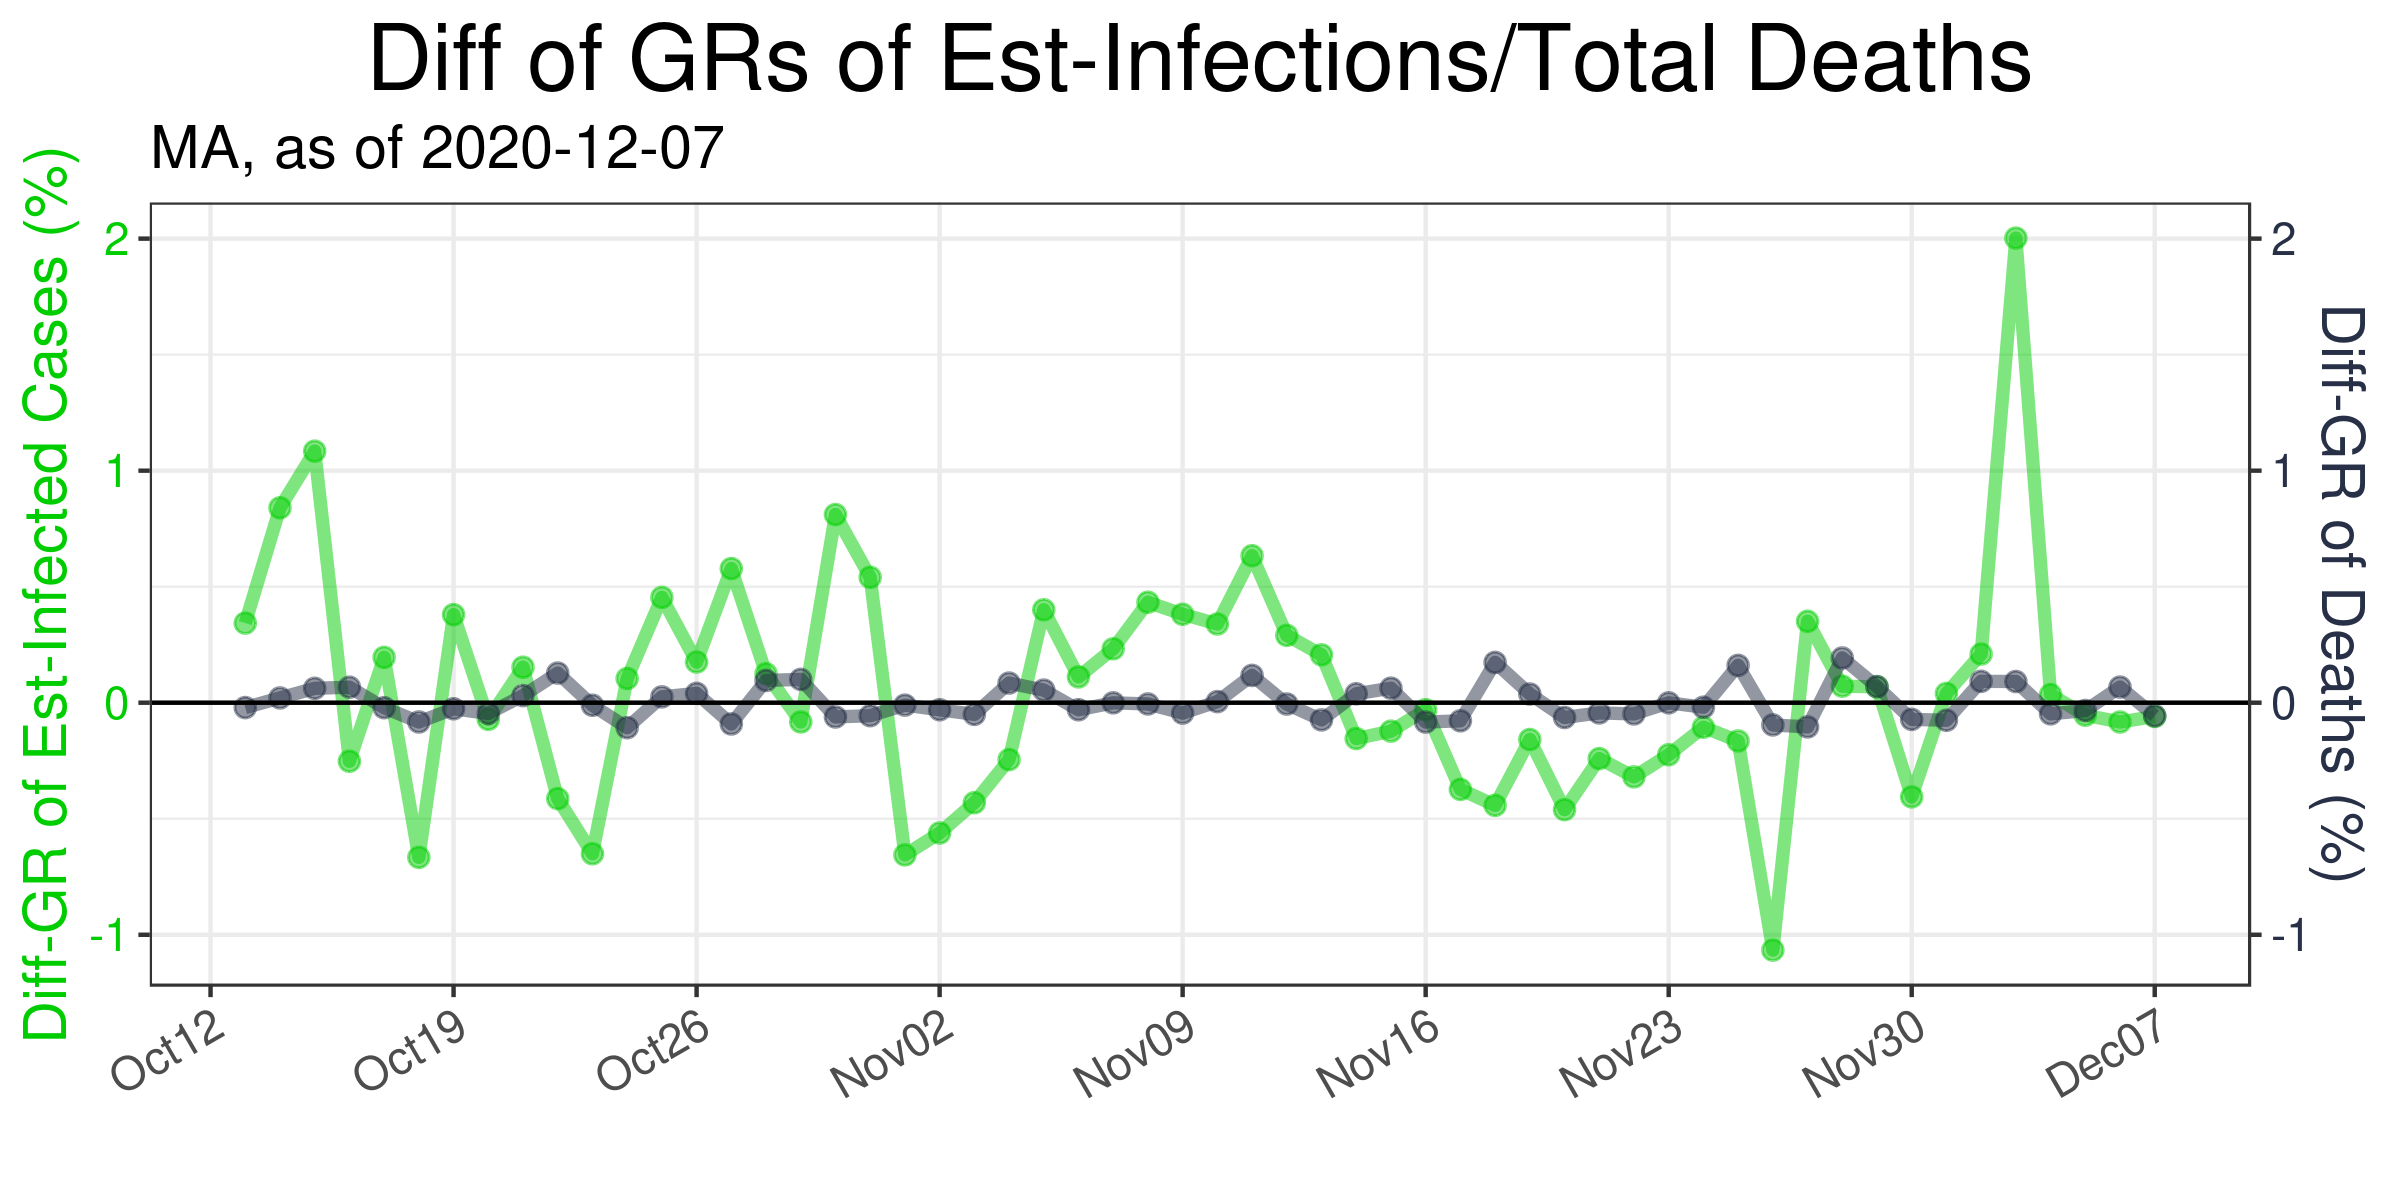 Diff of GRs of Est-Infections/Total Deaths
MA, as of 2020-12-07
Diff-GR of Est-Infected Cases (%)
2
1
0
-1
2
1
0
-1
Diff-GR of Deaths (%)
Oct12
Oct19
Oct26
Nov02
Nov09
Nov16
Nov23
Nov30
Dec07